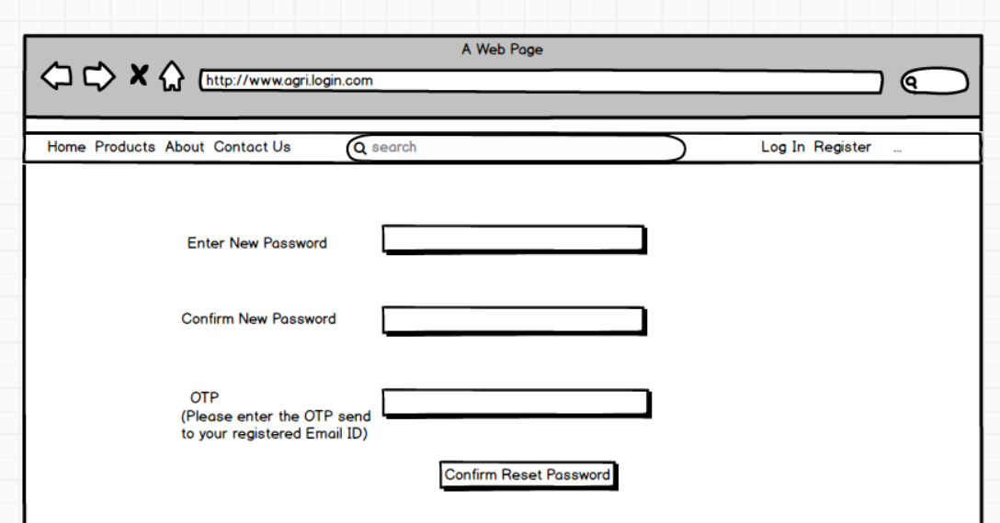 A Web Page
http://www.agri.login.com
Home Products About Contact Us search Log In Register ...
Enter New Password
Confirm New Password
OTP
(Please enter the OTP send
to your registered Email ID)
Confirm Reset Password